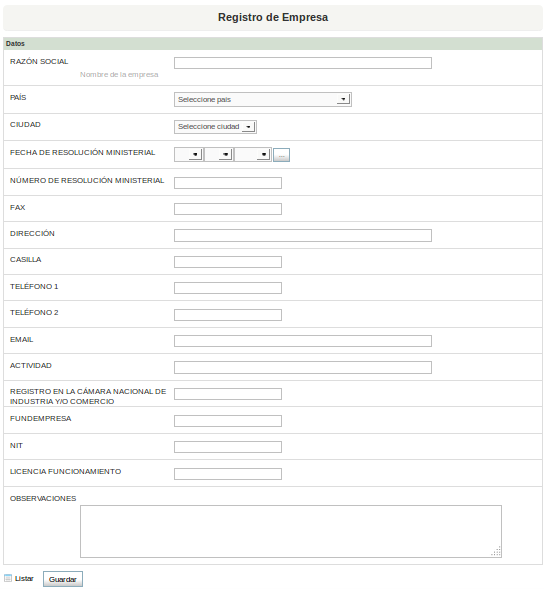 Registro de Empresa
Datos
RAZÓN SOCIAL
Nombre de la empresa
PAÍS
Seleccione país
CIUDAD
Seleccione ciudad
FECHA DE RESOLUCIÓN MINISTERIAL
...
NÚMERO DE RESOLUCIÓN MINISTERIAL
FAX
DIRECCIÓN
CASILLA
TELÉFONO 1
TELÉFONO 2
EMAIL
ACTIVIDAD
REGISTRO EN LA CÁMARA NACIONAL DE
INDUSTRIA Y/O COMERCIO
FUNDEMPRESA
NIT
LICENCIA FUNCIONAMIENTO
OBSERVACIONES
Listar Guardar